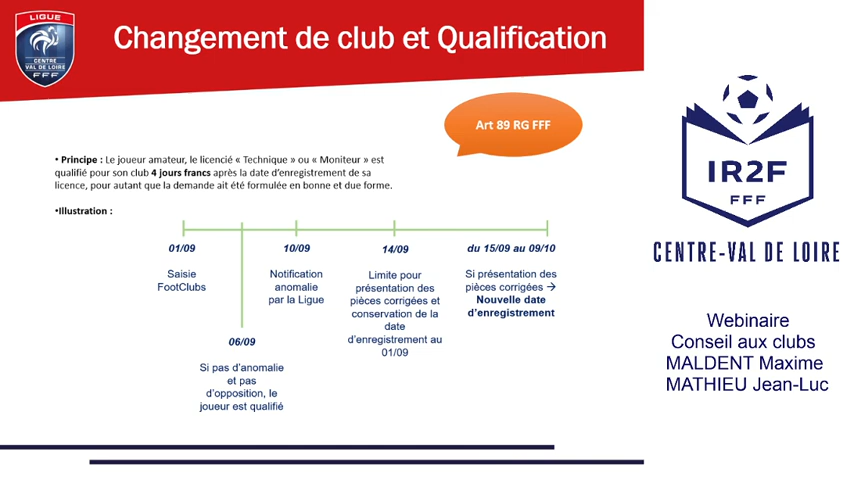 LIGUE
CENTRE
VAL DE LOIRE
FFF
Changement de club et Qualification
Art 89 RG FFF
• Principe : Le joueur amateur, le licencié « Technique » ou « Moniteur » est
qualifié pour son club 4 jours francs après la date d'enregistrement de sa
licence, pour autant que la demande ait été formulée en bonne et due forme.
•Illustration :
01/09
Saisie
FootClubs
06/09
Si pas d'anomalie
et pas
d'opposition, le
joueur est qualifié
10/09
Notification
anomalie
par la Ligue
14/09
Limite pour
présentation des
pièces corrigées et
conservation de la
date
d'enregistrement au
01/09
du 15/09 au 09/10
Si présentation des
pièces corrigées →
Nouvelle date
d'enregistrement
IR2F
FFF
CENTRE-VAL DE LOIRE
Webinaire
Conseil aux clubs
MALDENT Maxime
MATHIEU Jean-Luc